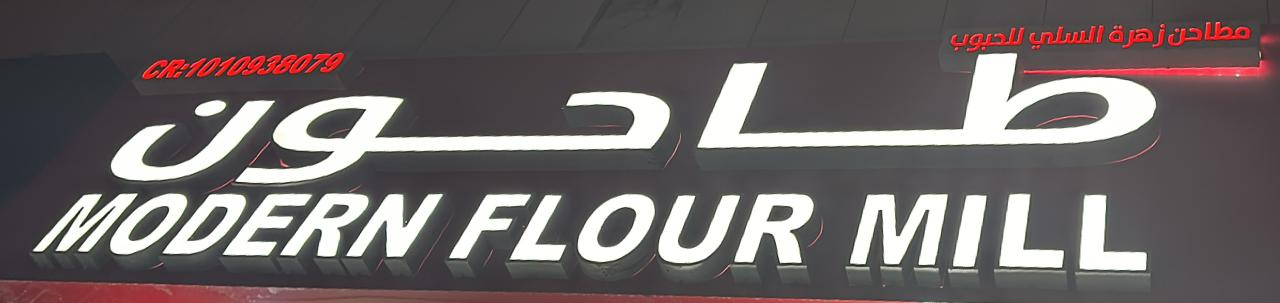 مطاحن زهرة السلي للحبوب
CR:1010938079
طاحون
MODERN FLOUR MILL